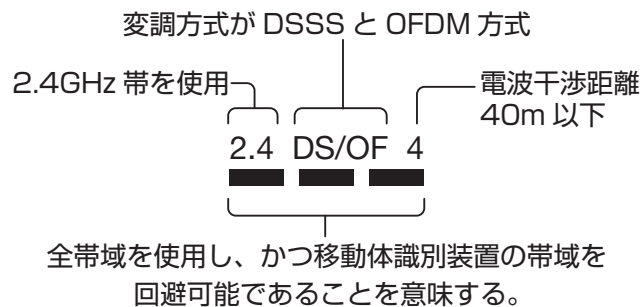 変調方式が DSSS と OFDM 方式
2.4GHz 帯を使用
電波干渉距離
40m 以下
2.4 DS/OF 4
全帯域を使用し、かつ移動体識別装置の帯域を
回避可能であることを意味する。